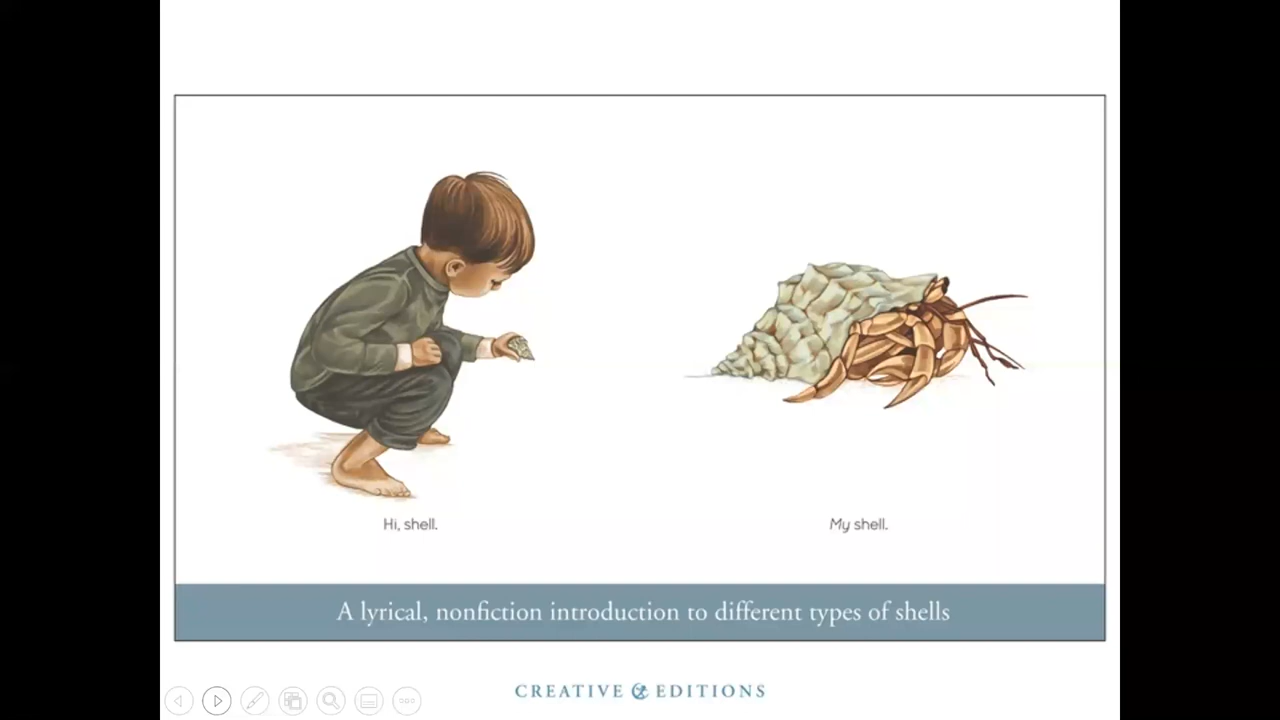 Hi, shell.
My shell.
A lyrical, nonfiction introduction to different types of shells
CREATIVE EDITIONS